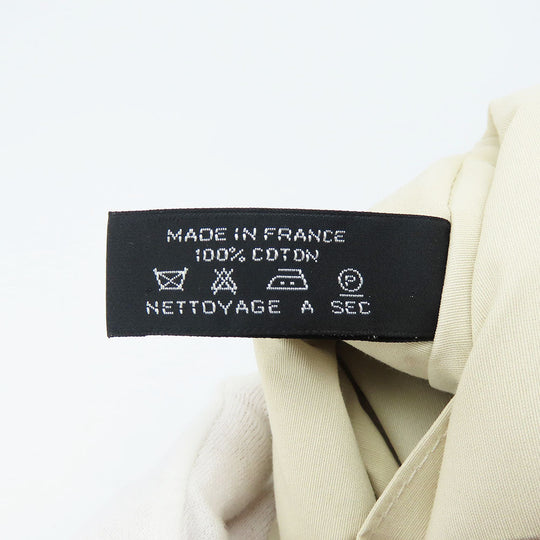 MADE IN FRANCE
100% COTON
P
NETTOYAGE A SEC